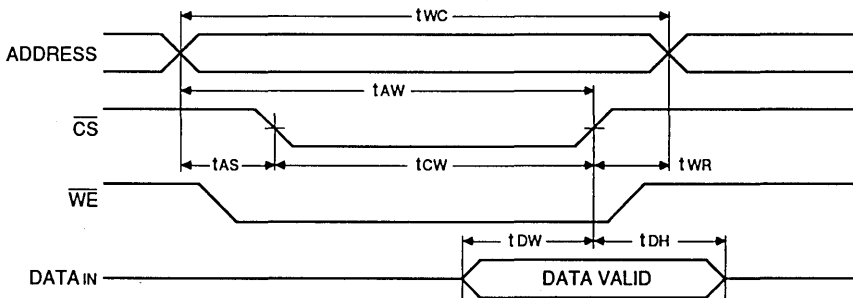 tWC
ADDRESS
tAW
CS
tAS tCW tWR
WE
tDW tDH
DATA IN DATA VALID